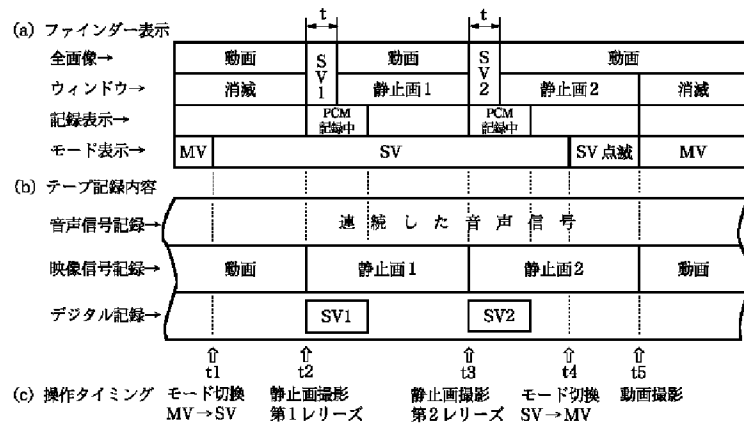 t t
(a) ファインダー表示
全画像→ 動画 SV1 動画 SV2 動画
ウィンドウ→ 消滅 静止画1 静止画2 消滅
記録表示→ PCM記録中 PCM記録中
モード表示→ MV SV SV 点滅 MV
(b) テープ記録内容
音声信号記録→ 連続した音声信号
映像信号記録→ 動画 静止画1 静止画2 動画
デジタル記録→ SV1 SV2
t1 t2 t3 t4 t5
(c) 操作タイミング モード切換 静止画撮影 静止画撮影 モード切換 動画撮影
MV→SV 第1レリーズ 第2レリーズ SV→MV